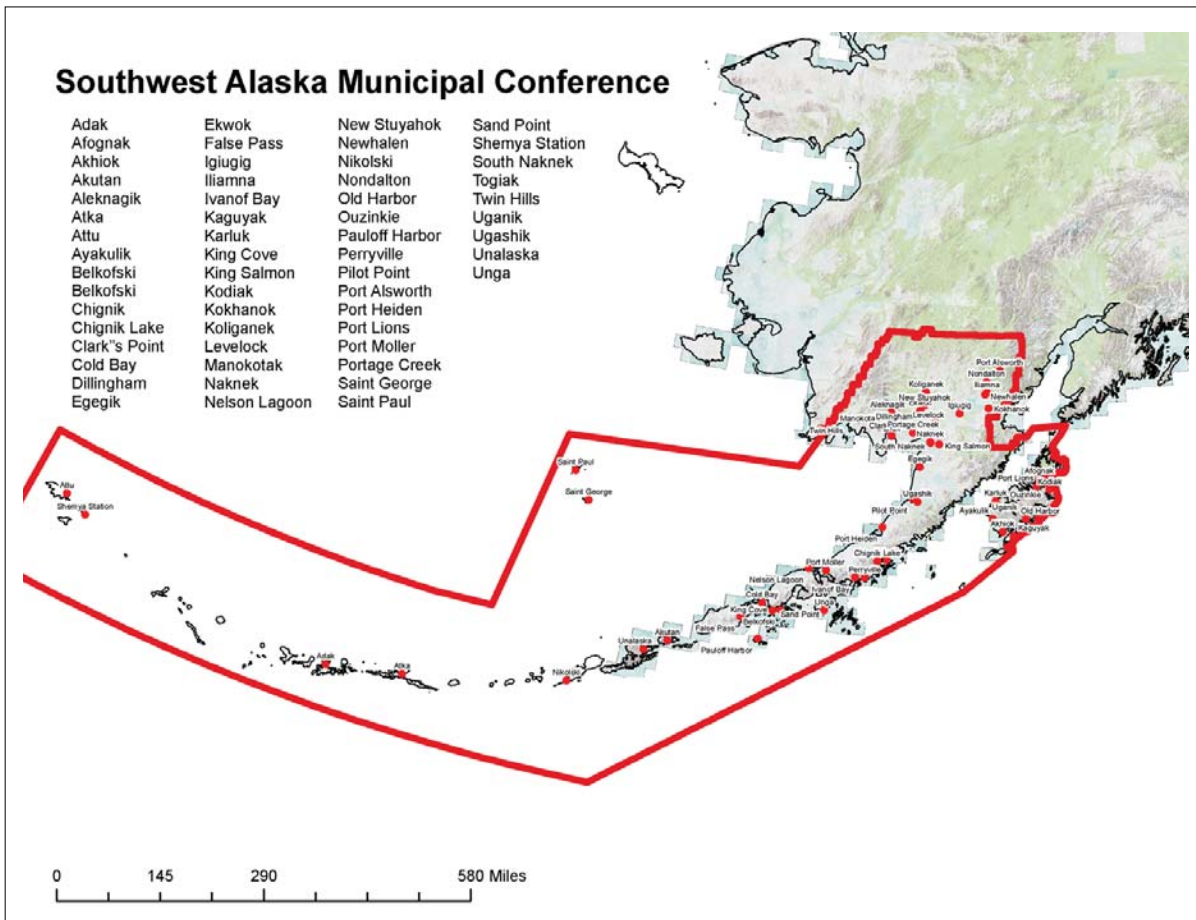 Southwest Alaska Municipal Conference
Adak
Afognak
Akhiok
Akutan
Aleknagik
Atka
Attu
Ayakulik
Belkofski
Belkofski
Chignik
Chignik Lake
Clark"s Point
Cold Bay
Dillingham
Egegik
Ekwok
False Pass
Igiugig
Iliamna
Ivanof Bay
Kaguyak
Karluk
King Cove
King Salmon
Kodiak
Kokhanok
Koliganek
Levelock
Manokotak
Naknek
Nelson Lagoon
New Stuyahok
Newhalen
Nikolski
Nondalton
Old Harbor
Ouzinkie
Pauloff Harbor
Perryville
Pilot Point
Port Alsworth
Port Heiden
Port Lions
Port Moller
Portage Creek
Saint George
Saint Paul
Sand Point
Shemya Station
South Naknek
Togiak
Twin Hills
Uganik
Ugashik
Unalaska
Unga
Port Alsworth
Nondalton
Iliamna
Koliganek
New Stuyahok
Newhalen
Aleknagik
Igiugig
Kokhanok
Manokota
Dillingham
Levelock
Portage Creek
Twin Hills
Naknek
South Naknek
King Salmon
Egegik
Saint Paul
Saint George
Attu
Shemya Station
Afognak
Port Lions
Kodiak
Karluk
Ouzinkie
Uganik
Ayakulik
Old Harbor
Akhiok
Kaguyak
Ugashik
Pilot Point
Port Heiden
Chignik Lake
Port Moller
Nelson Lagoon
Perryville
Ivanof Bay
Cold Bay
King Cove
Sand Point
Unga
False Pass
Belkofski
Pauloff Harbor
Akutan
Unalaska
Nikolski
Adak
Atka
0 145 290 580 Miles